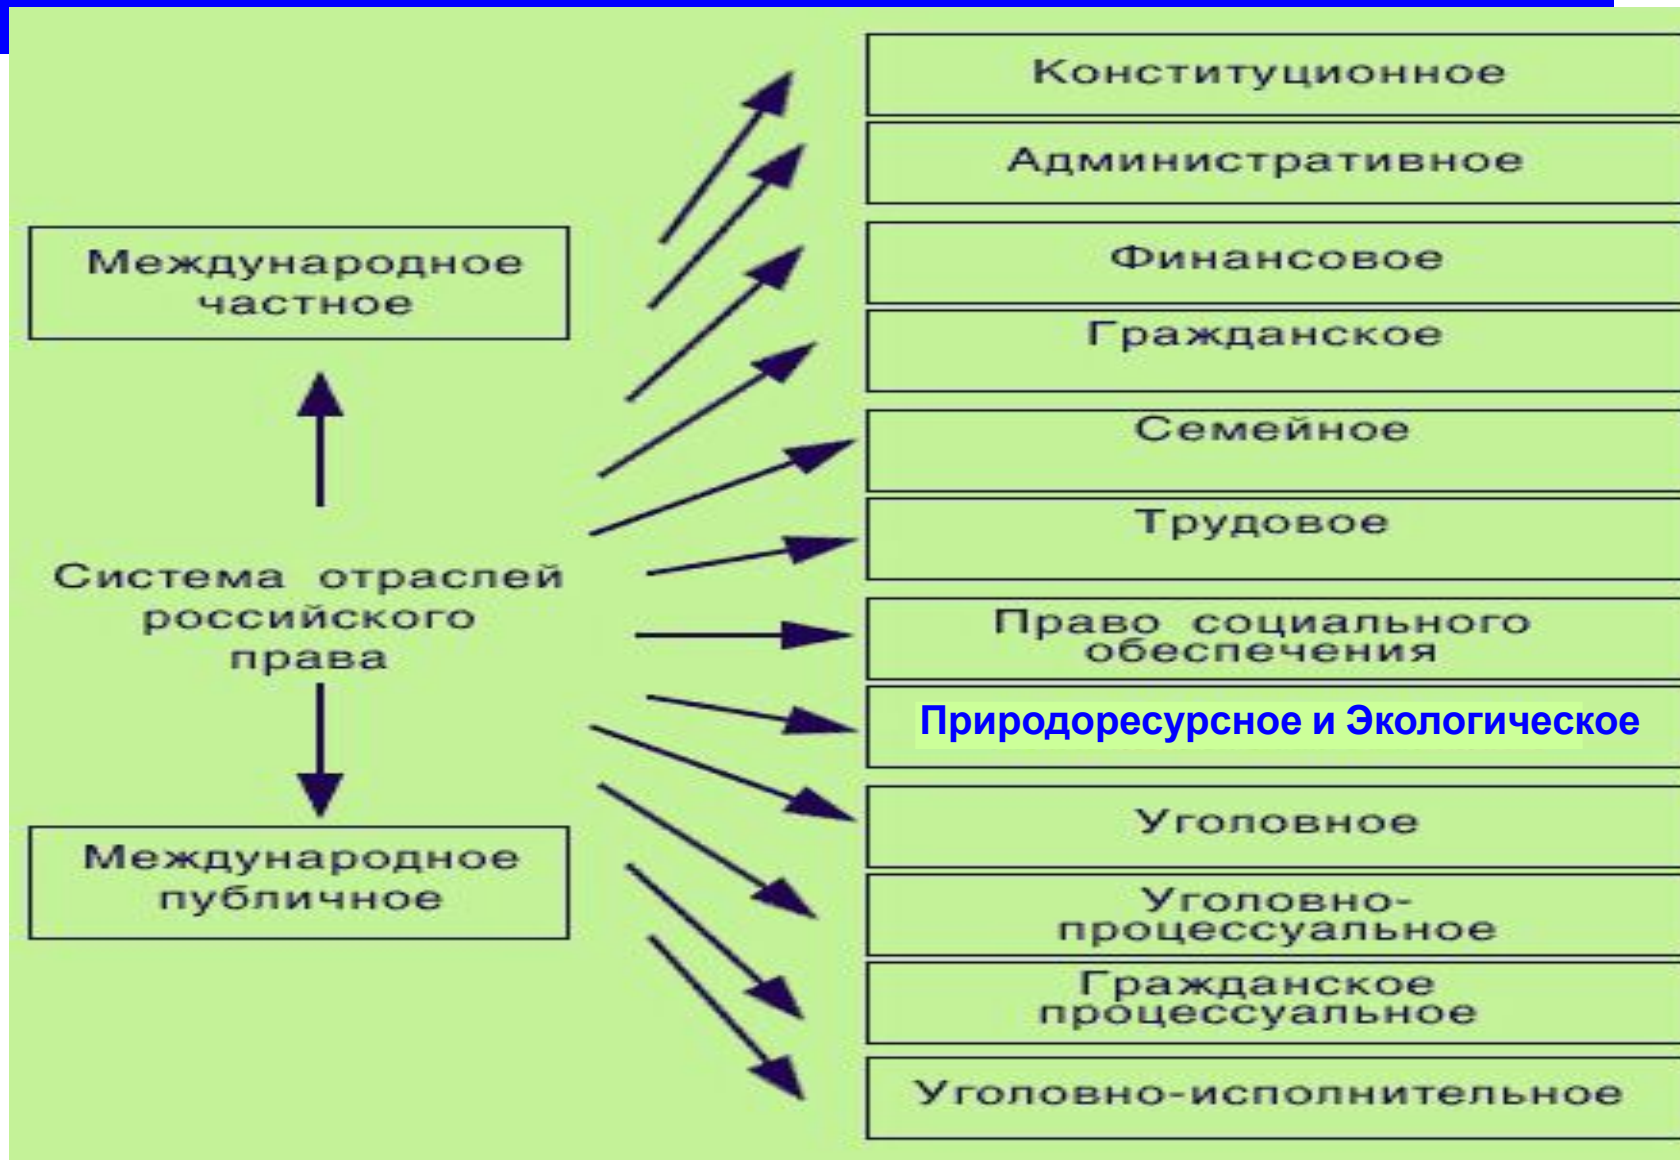 Международное
частное
Система отраслей
российского
права
Международное
публичное
Конституционное
Административное
Финансовое
Гражданское
Семейное
Трудовое
Право социального
обеспечения
Природоресурсное и Экологическое
Уголовное
Уголовно-
процессуальное
Гражданское
процессуальное
Уголовно-исполнительное